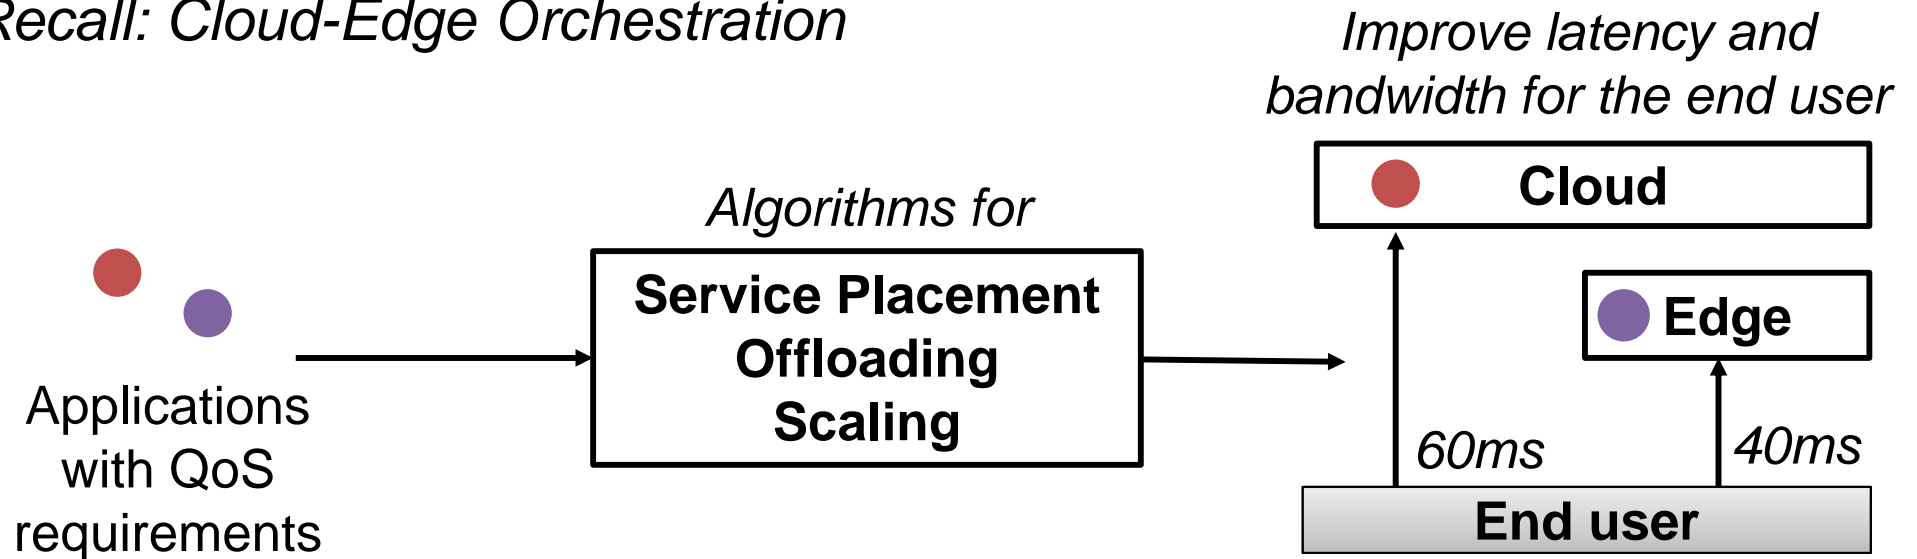 Recall: Cloud-Edge Orchestration
Improve latency and
bandwidth for the end user
Applications
with QoS
requirements
Algorithms for
Service Placement
Offloading
Scaling
Cloud
Edge
60ms
40ms
End user